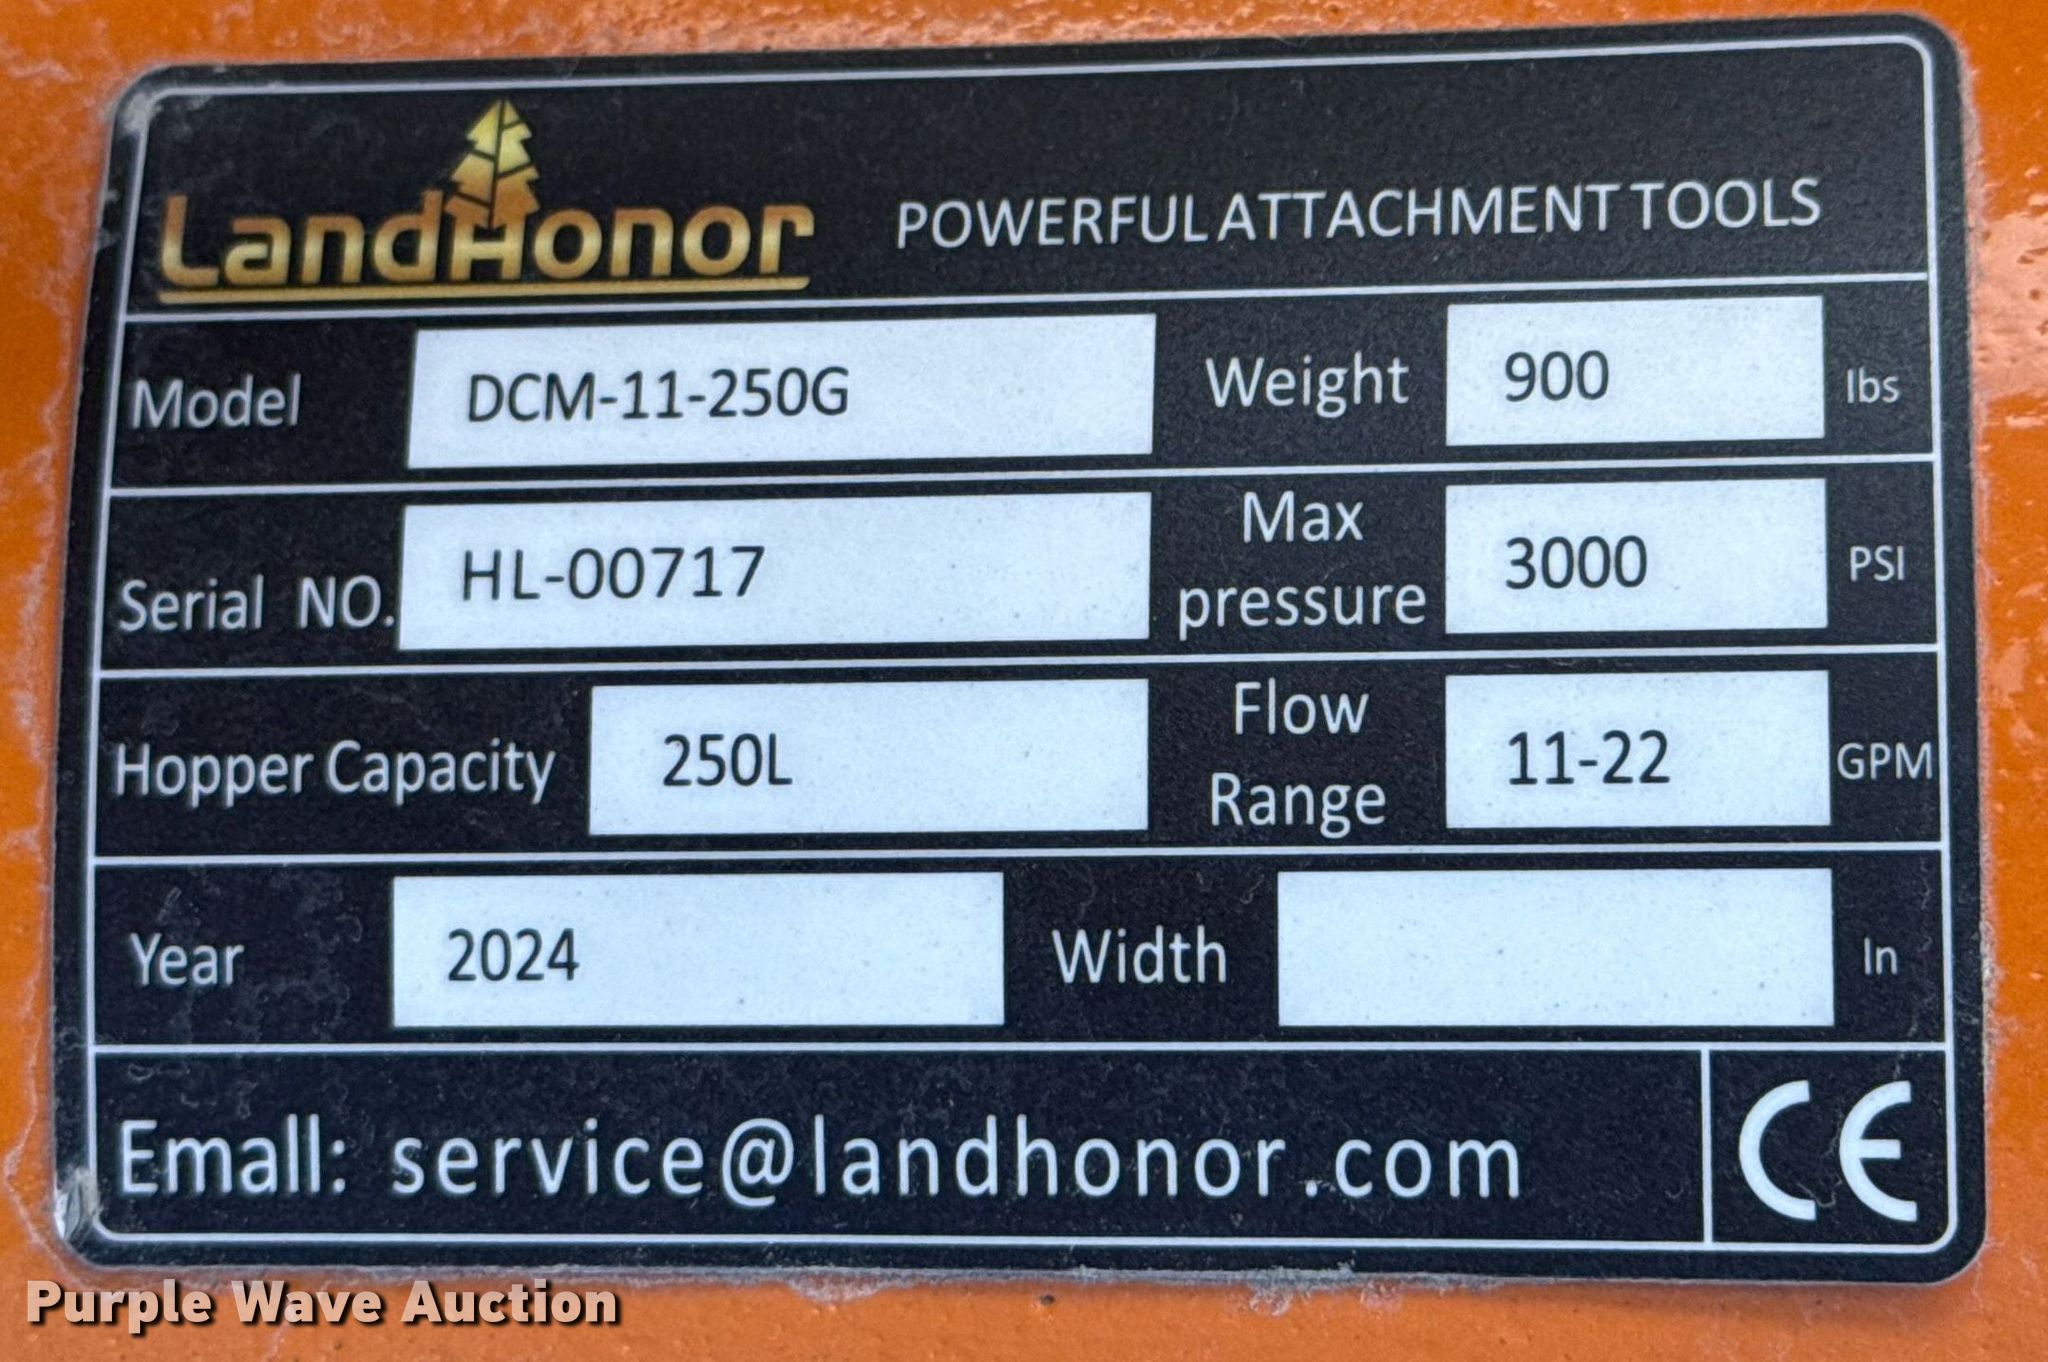 LandHonor POWERFUL ATTACHMENT TOOLS
Model DCM-11-250G Weight 900 lbs
Serial NO. HL-00717 Max pressure 3000 PSI
Hopper Capacity 250L Flow Range 11-22 GPM
Year 2024 Width In
Emall: service@landhonor.com CE
Purple Wave Auction